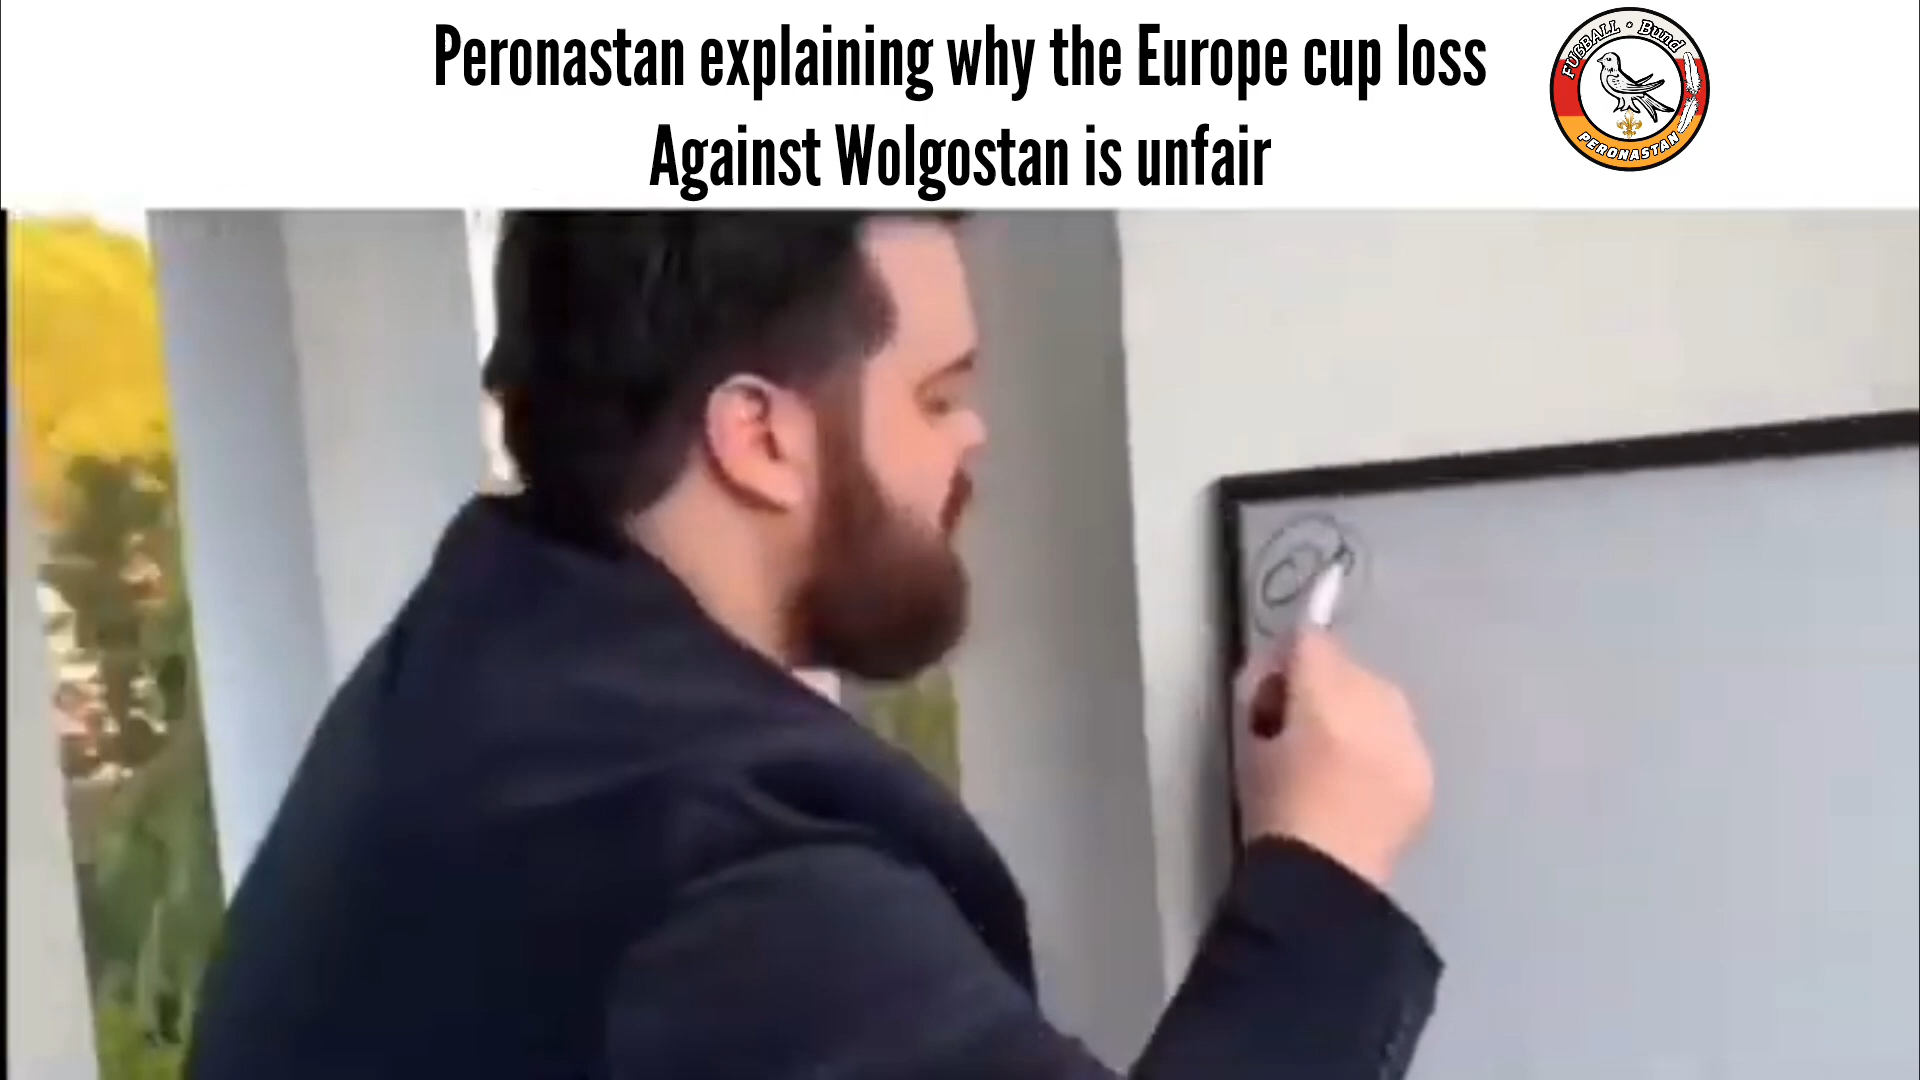 Peronastan explaining why the Europe cup loss
Against Wolgostan is unfair
FUẞBALL • Bund
PERONASTAN